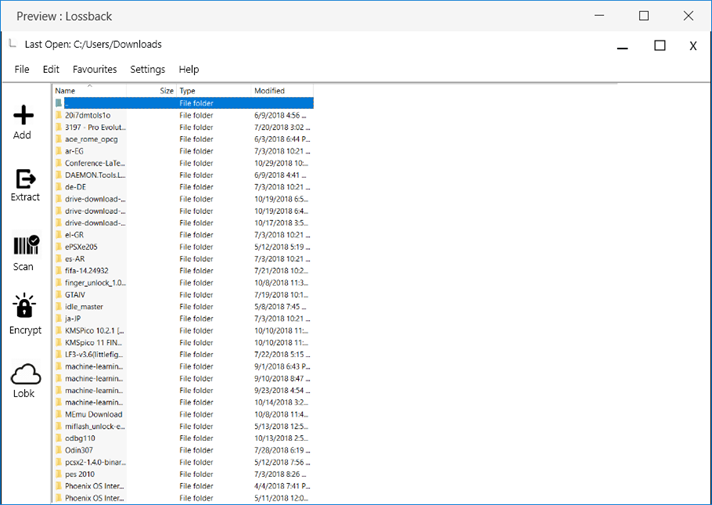 Preview : Lossback
Last Open: C:/Users/Downloads
File Edit Favourites Settings Help
Name Size Type Modified
.. File folder
20i7dmtols1o File folder 6/9/2018 4:56 ...
3197 - Pro Evolut... File folder 7/20/2018 3:02 ...
aoe_rome_opcg File folder 6/3/2018 6:44 P...
ar-EG File folder 7/3/2018 10:21 ...
Conference-LaTe... File folder 10/29/2018 10:...
DAEMON.Tools.L... File folder 6/9/2018 4:41 ...
de-DE File folder 7/3/2018 10:21 ...
drive-download-... File folder 10/19/2018 6:5...
drive-download-... File folder 10/19/2018 6:4...
drive-download-... File folder 10/17/2018 3:5...
el-GR File folder 7/3/2018 10:21 ...
ePSXe205 File folder 5/12/2018 5:19 ...
es-AR File folder 7/3/2018 10:21 ...
fifa-14.24932 File folder 7/21/2018 10:2...
finger_unlock_1.0... File folder 10/8/2018 11:3...
GTAIV File folder 7/19/2018 10:1...
idle_master File folder 5/8/2018 7:45 ...
ja-JP File folder 7/3/2018 10:21 ...
KMSPico 10.2.1 (... File folder 10/10/2018 11:...
KMSpico 11 FIN... File folder 10/10/2018 11:...
LF3-v3.6(littlefig... File folder 7/22/2018 5:15 ...
machine-learnin... File folder 9/1/2018 6:43 P...
machine-learnin... File folder 9/10/2018 8:47 ...
machine-learnin... File folder 9/23/2018 4:54 ...
machine-learnin... File folder 10/14/2018 3:2...
MEmu Download File folder 10/8/2018 11:4...
miflash_unlock-e... File folder 5/13/2018 12:5...
odbg110 File folder 10/13/2018 2:5...
Odin307 File folder 7/28/2018 6:19 ...
pcsx2-1.4.0-binar... File folder 5/12/2018 7:56 ...
pes 2010 File folder 7/3/2018 8:26 ...
Phoenix OS Inter... File folder 4/4/2018 7:41 P...
Phoenix OS Inter... File folder 5/11/2018 12:0...
Add
Extract
Scan
Encrypt
Lobk